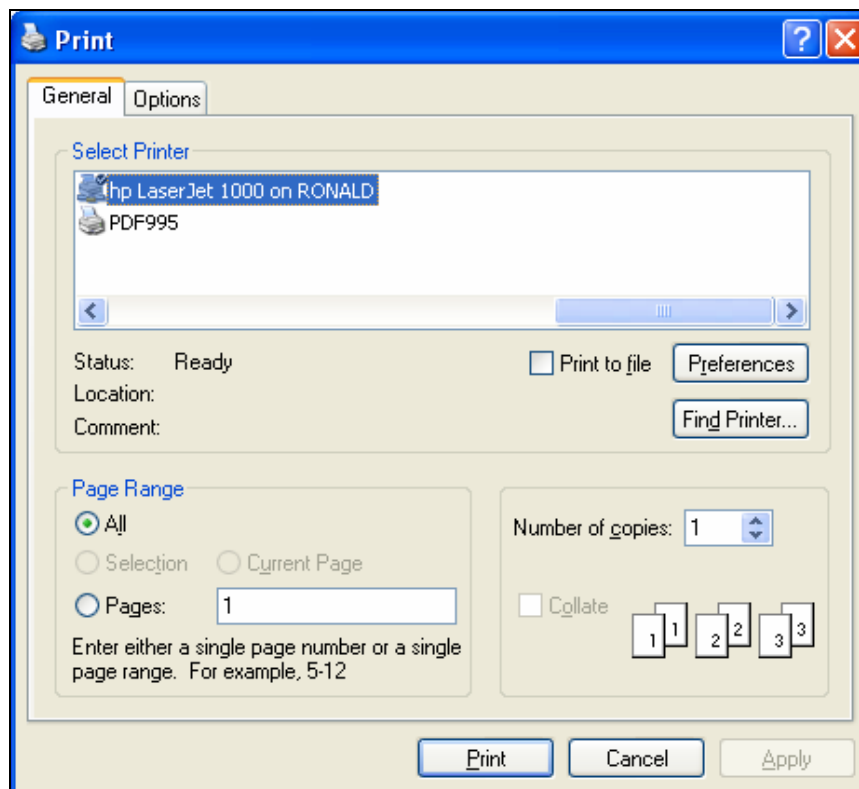 Print
General Options
Select Printer
hp LaserJet 1000 on RONALD
PDF995
Status: Ready
Print to file Preferences
Location:
Comment:
Find Printer...
Page Range
All
Selection Current Page
Pages: 1
Enter either a single page number or a single
page range. For example, 5-12
Number of copies: 1
Collate
1 1 2 2 3 3
Print Cancel Apply